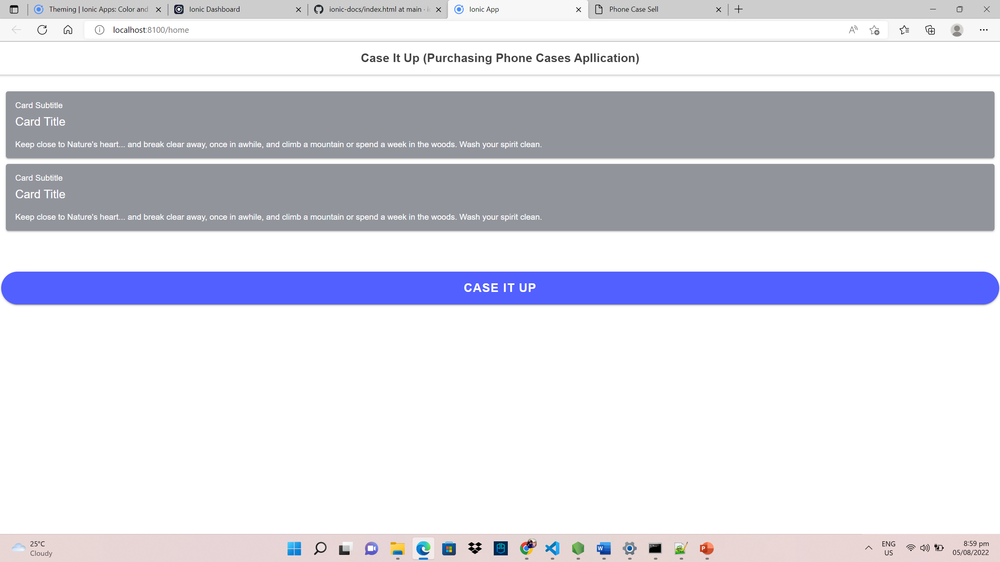 Theming | Ionic Apps: Color and
Ionic Dashboard
ionic-docs/index.html at main · i
Ionic App
Phone Case Sell
localhost:8100/home
Case It Up (Purchasing Phone Cases Apllication)
Card Subtitle
Card Title
Keep close to Nature's heart... and break clear away, once in awhile, and climb a mountain or spend a week in the woods. Wash your spirit clean.
Card Subtitle
Card Title
Keep close to Nature's heart... and break clear away, once in awhile, and climb a mountain or spend a week in the woods. Wash your spirit clean.
CASE IT UP
25°C
Cloudy
ENG
US
8:59 pm
05/08/2022